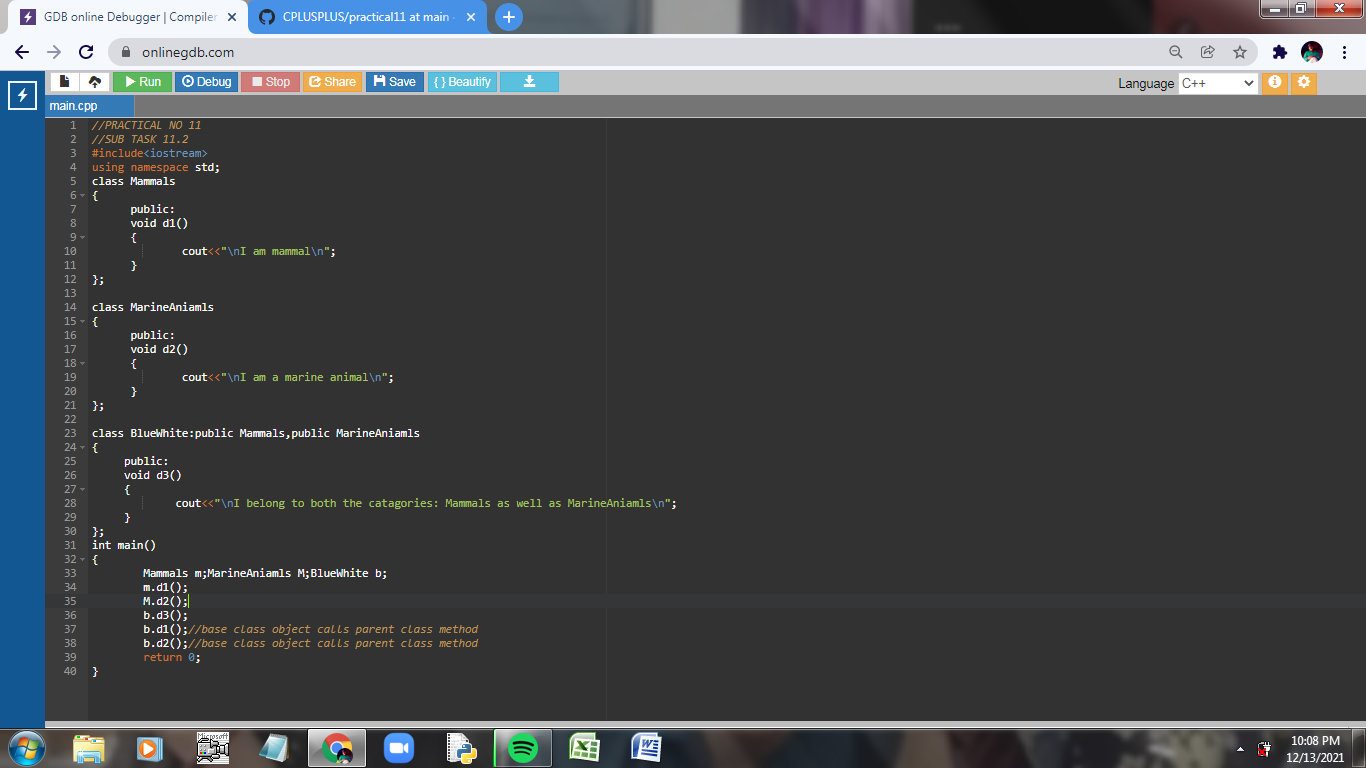 GDB online Debugger | Compiler
CPLUSPLUS/practical11 at main
onlinegdb.com
Run
Debug
Stop
Share
Save
{ } Beautify
Language
C++
main.cpp
1 //PRACTICAL NO 11
2 //SUB TASK 11.2
3 #include<iostream>
4 using namespace std;
5 class Mammals
6 {
7 public:
8 void d1()
9 {
10 cout<<"\nI am mammal\n";
11 }
12 };
13
14 class MarineAniamls
15 {
16 public:
17 void d2()
18 {
19 cout<<"\nI am a marine animal\n";
20 }
21 };
22
23 class BlueWhite:public Mammals,public MarineAniamls
24 {
25 public:
26 void d3()
27 {
28 cout<<"\nI belong to both the catagories: Mammals as well as MarineAniamls\n";
29 }
30 };
31 int main()
32 {
33 Mammals m;MarineAniamls M;BlueWhite b;
34 m.d1();
35 M.d2();
36 b.d3();
37 b.d1();//base class object calls parent class method
38 b.d2();//base class object calls parent class method
39 return 0;
40 }
Microsoft
10:08 PM
12/13/2021